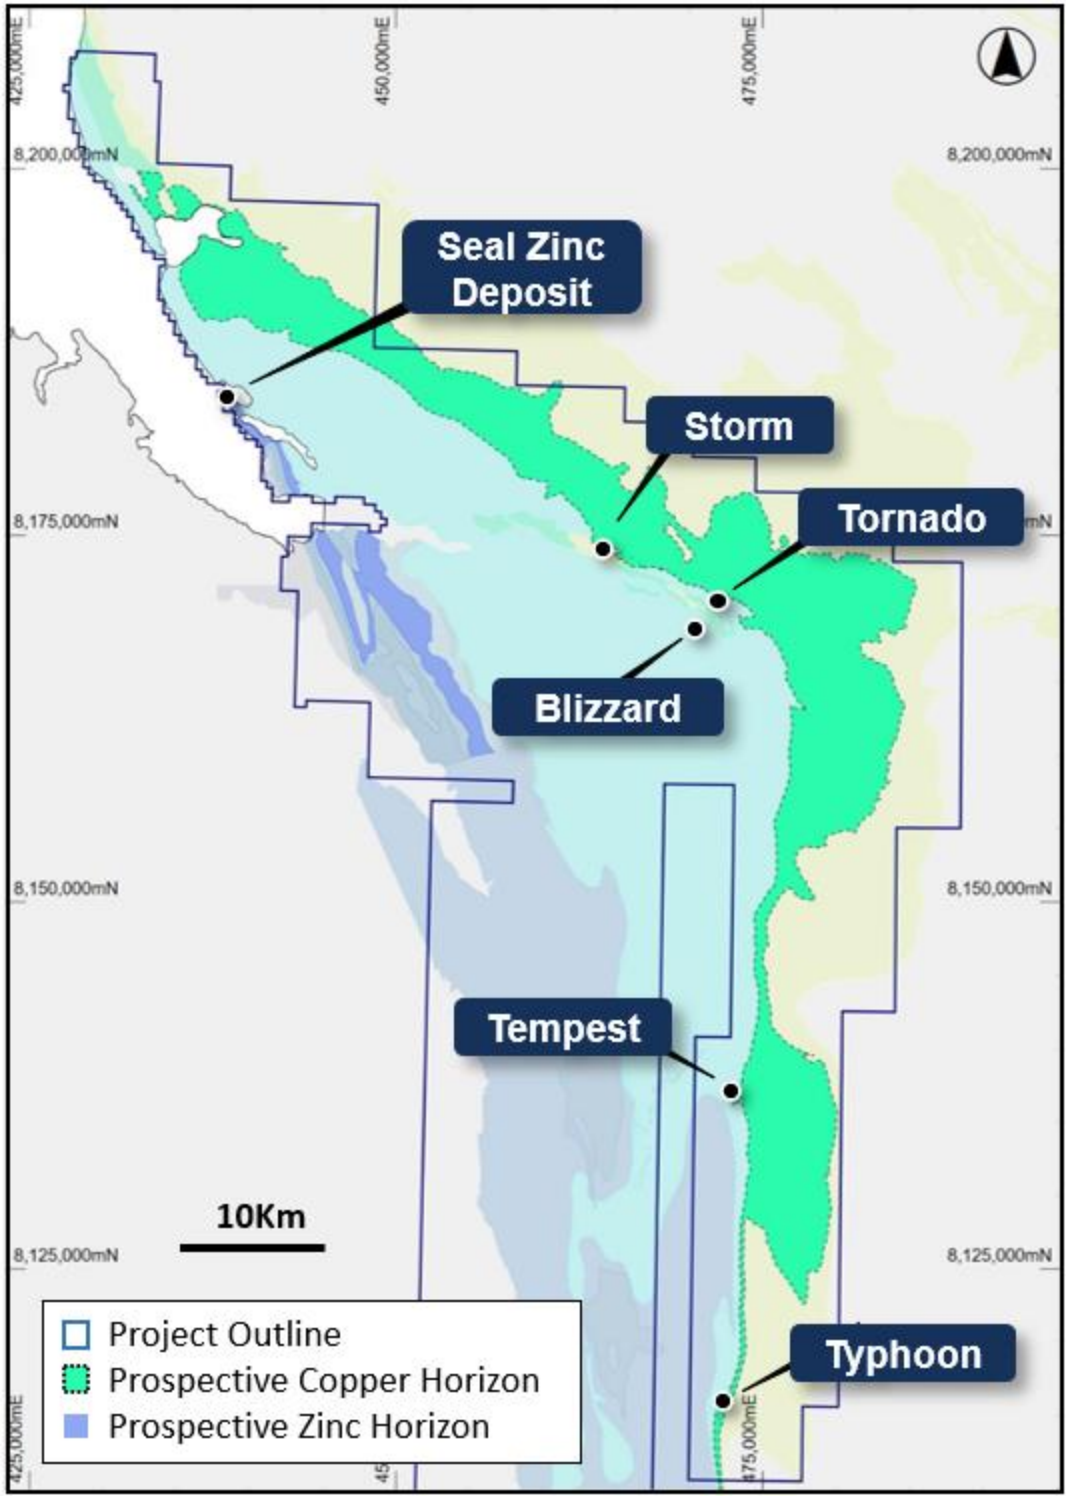 425,000mE
450,000mE
475,000mE
8,200,000mN
8,200,000mN
Seal Zinc
Deposit
Storm
8,175,000mN
Tornado
mN
Blizzard
8,150,000mN
8,150,000mN
Tempest
10Km
8,125,000mN
8,125,000mN
Project Outline
Prospective Copper Horizon
Prospective Zinc Horizon
Typhoon
425,000mE
45
475,000mE